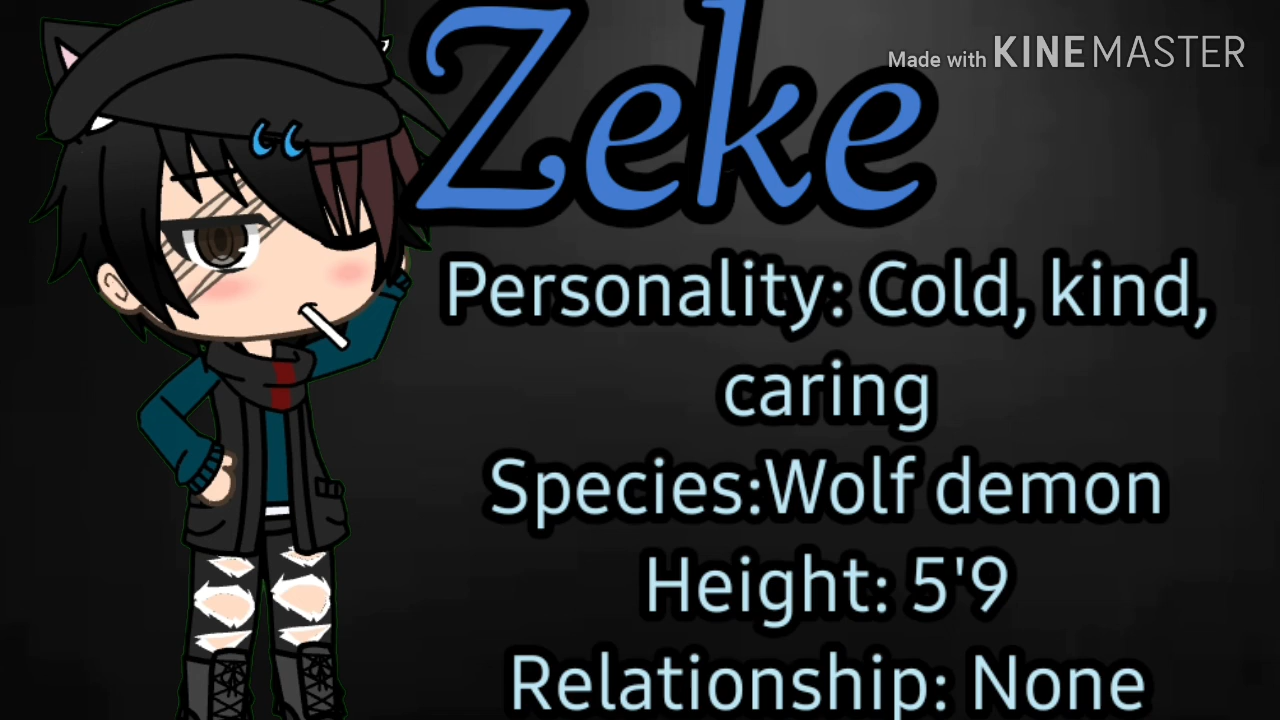 Zeke
Made with KINEMASTER
Personality: Cold, kind,
caring
Species:Wolf demon
Height: 5'9
Relationship: None